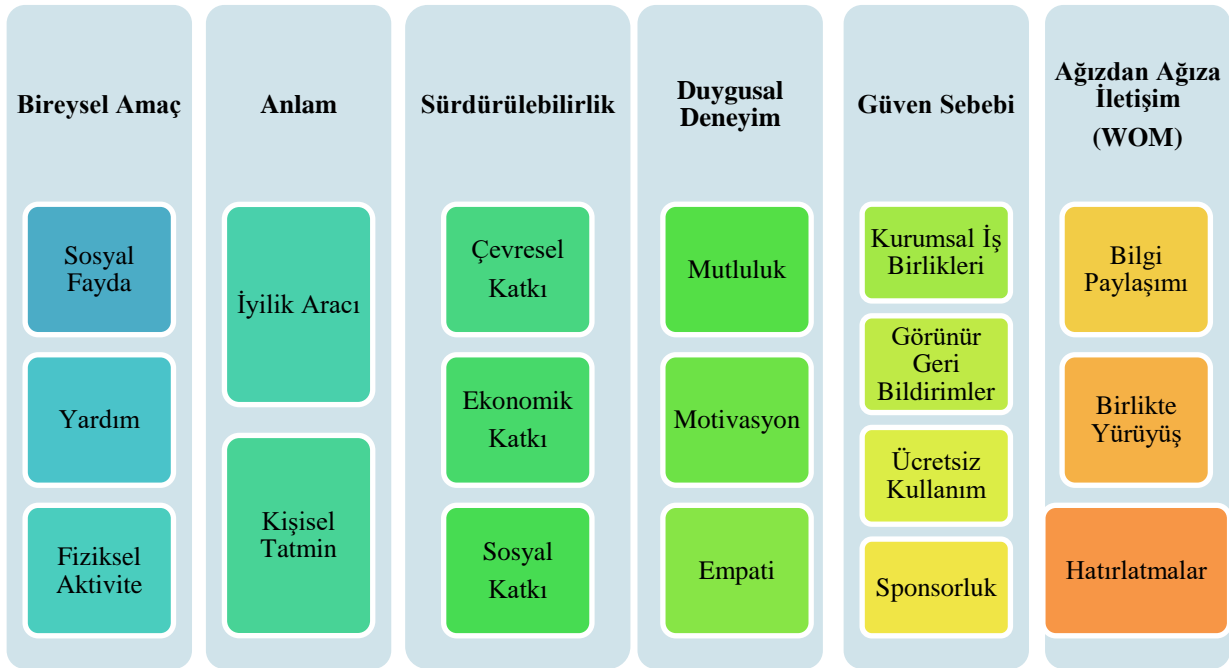 Bireysel Amaç
Sosyal
Fayda
Yardım
Fiziksel
Aktivite
Anlam
İyilik Aracı
Kişisel
Tatmin
Sürdürülebilirlik
Çevresel
Katkı
Ekonomik
Katkı
Sosyal
Katkı
Duygusal
Deneyim
Mutluluk
Motivasyon
Empati
Güven Sebebi
Kurumsal İş
Birlikleri
Görünür
Geri
Bildirimler
Ücretsiz
Kullanım
Sponsorluk
Ağızdan Ağıza
İletişim
(WOM)
Bilgi
Paylaşımı
Birlikte
Yürüyüş
Hatırlatmalar